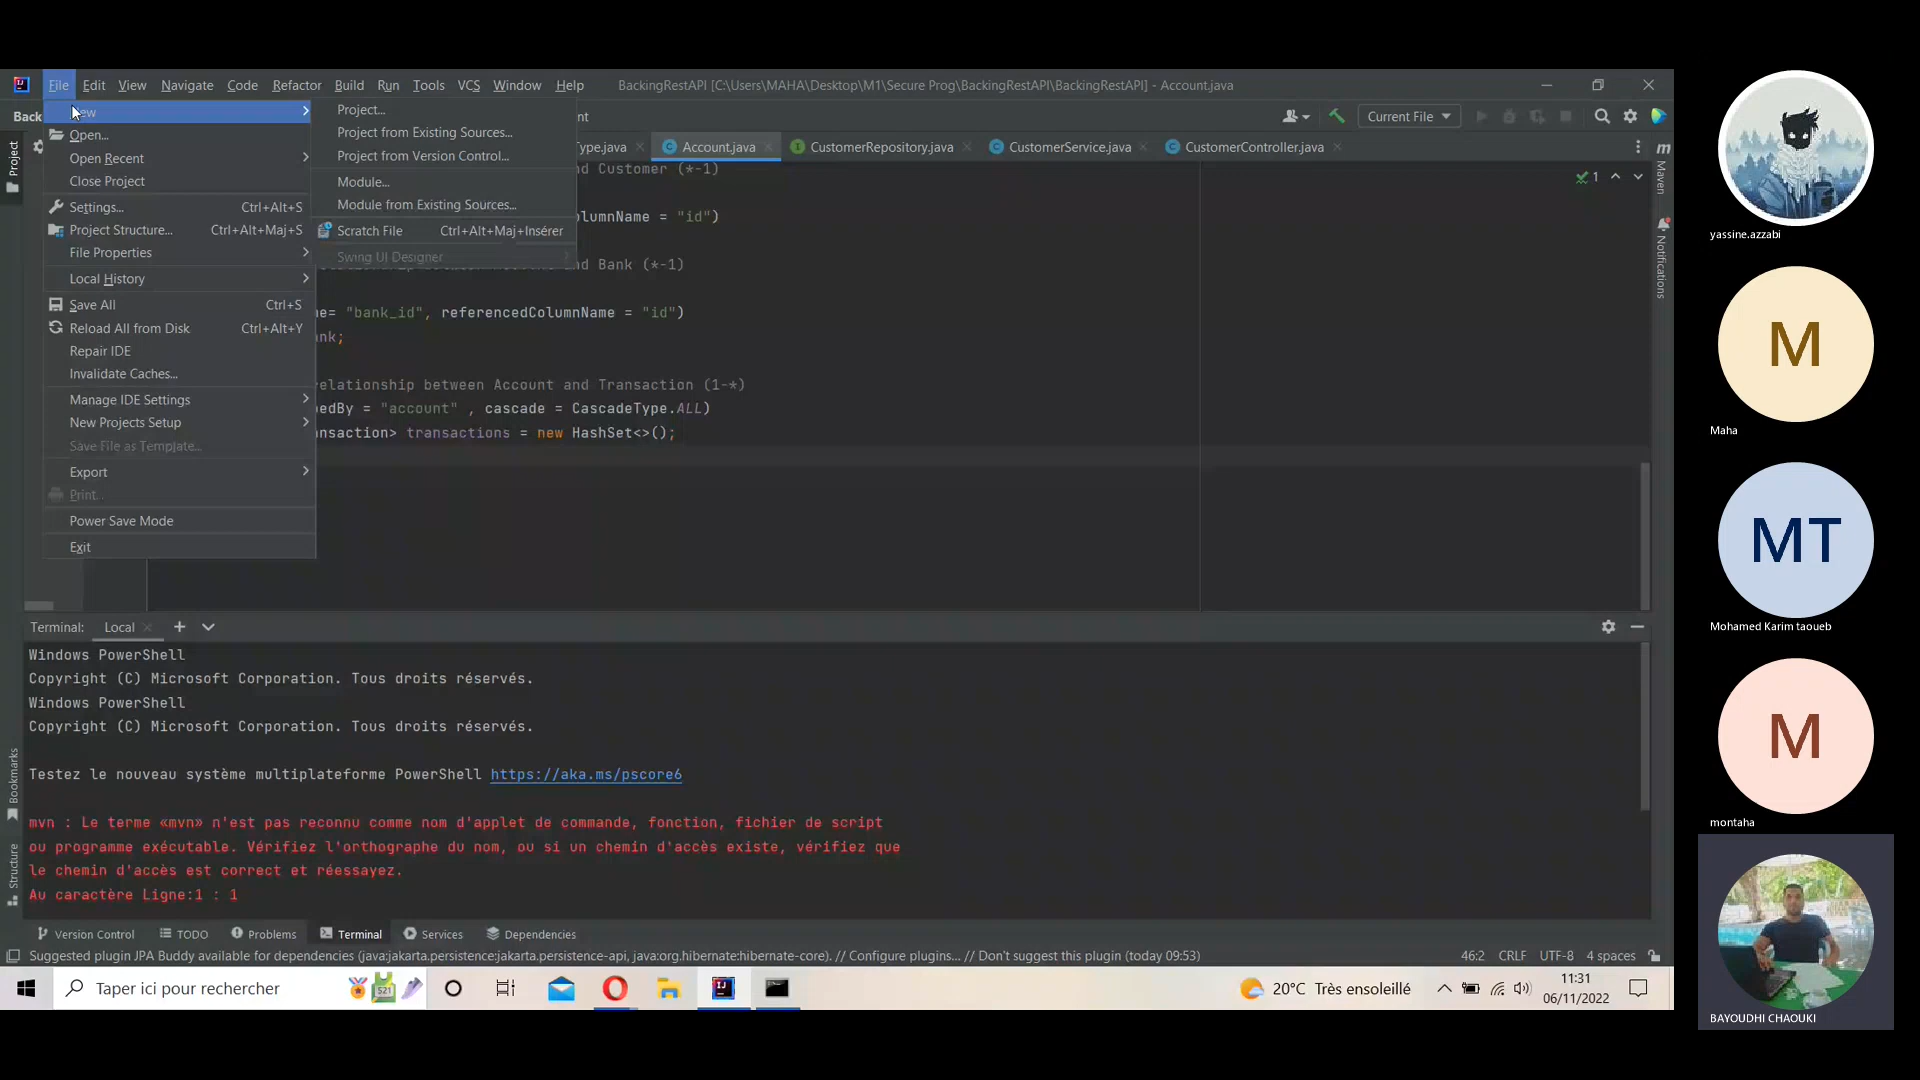 File Edit View Navigate Code Refactor Build Run Tools VCS Window Help BackingRestAPI [C:\Users\MAHA\Desktop\M1\Secure Prog\BackingRestAPI\BackingRestAPI] - Account.java
Back
nt
Current File
Type.java Account.java CustomerRepository.java CustomerService.java CustomerController.java
Project
Maven
Notifications
Bookmarks
Structure
ew
Open...
Open Recent
Close Project
Settings... Ctrl+Alt+S
Project Structure... Ctrl+Alt+Maj+S
File Properties
Local History
Save All Ctrl+S
Reload All from Disk Ctrl+Alt+Y
Repair IDE
Invalidate Caches...
Manage IDE Settings
New Projects Setup
Save File as Template...
Export
Print...
Power Save Mode
Exit
Project...
Project from Existing Sources...
Project from Version Control...
Module...
Module from Existing Sources...
Scratch File Ctrl+Alt+Maj+Insérer
Swing UI Designer
nd Customer (*-1)
1
lumnName = "id")
nd Bank (*-1)
ne= "bank_id", referencedColumnName = "id")
nk;
relationship between Account and Transaction (1-*)
edBy = "account" , cascade = CascadeType.ALL)
nsaction> transactions = new HashSet<>();
Terminal: Local
Windows PowerShell
Copyright (C) Microsoft Corporation. Tous droits réservés.
Windows PowerShell
Copyright (C) Microsoft Corporation. Tous droits réservés.
Testez le nouveau système multiplateforme PowerShell https://aka.ms/pscore6
mvn : Le terme «mvn» n'est pas reconnu comme nom d'applet de commande, fonction, fichier de script
ou programme exécutable. Vérifiez l'orthographe du nom, ou si un chemin d'accès existe, vérifiez que
le chemin d'accès est correct et réessayez.
Au caractère Ligne:1 : 1
Version Control TODO Problems Terminal Services Dependencies
Suggested plugin JPA Buddy available for dependencies (java:jakarta.persistence:jakarta.persistence-api, java:org.hibernate:hibernate-core). // Configure plugins... // Don't suggest this plugin (today 09:53) 46:2 CRLF UTF-8 4 spaces
Taper ici pour rechercher
20°C Très ensoleillé
11:31
06/11/2022
yassine.azzabi
M
Maha
MT
Mohamed Karim taoueb
M
montaha
BAYOUDHI CHAOUKI